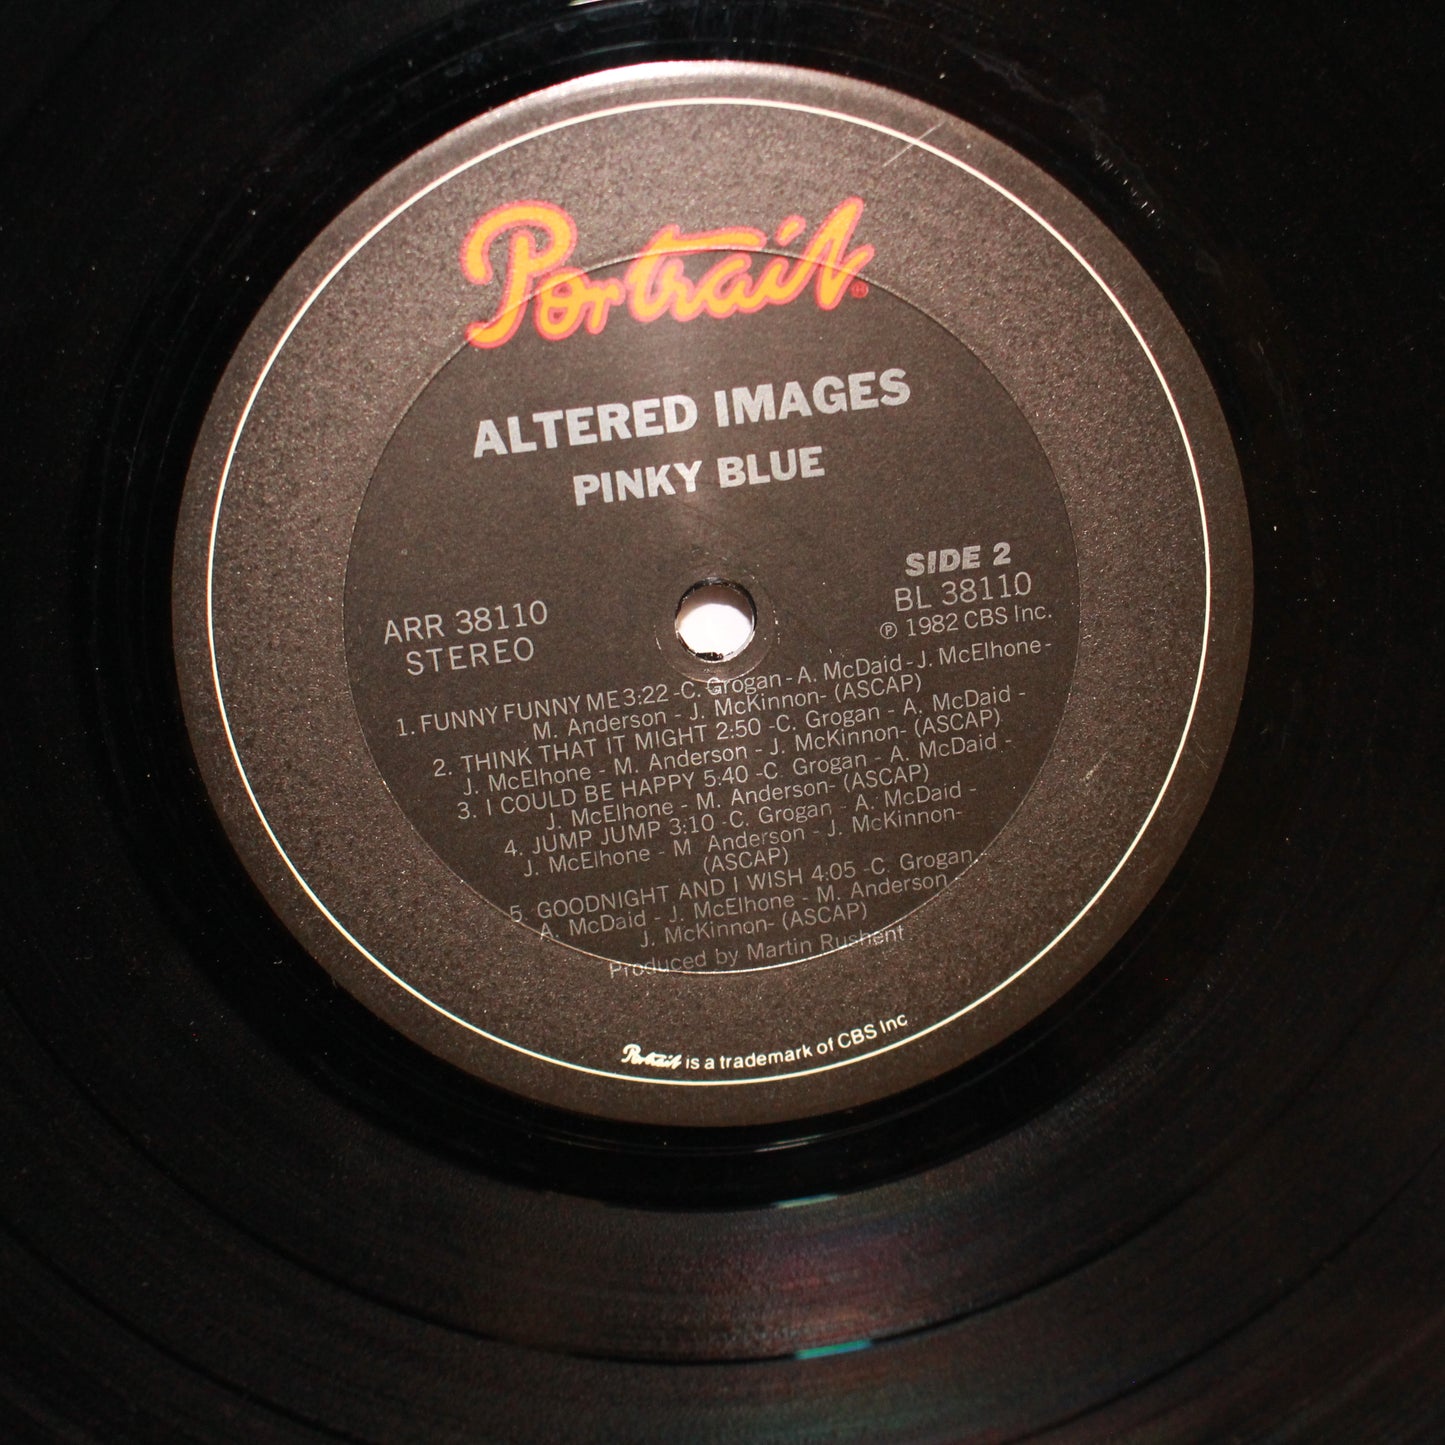 Portrait®
ALTERED IMAGES
PINKY BLUE
SIDE 2
BL 38110
℗ 1982 CBS Inc.
ARR 38110
STEREO
1. FUNNY FUNNY ME 3:22 -C. Grogan - A. McDaid - J. McElhone -
M. Anderson - J. McKinnon- (ASCAP)
2. THINK THAT IT MIGHT 2:50 -C. Grogan - A. McDaid -
J. McElhone - M. Anderson - J. McKinnon- (ASCAP)
3. I COULD BE HAPPY 5:40 -C Grogan - A. McDaid -
J. McElhone - M. Anderson- (ASCAP)
4. JUMP JUMP 3:10 -C. Grogan - A. McDaid -
J. McElhone - M Anderson - J. McKinnon-
(ASCAP)
5. GOODNIGHT AND I WISH 4:05 -C. Grogan -
A. McDaid - J. McElhone - M. Anderson -
J. McKinnon- (ASCAP)
Produced by Martin Rushent
Portrait is a trademark of CBS Inc